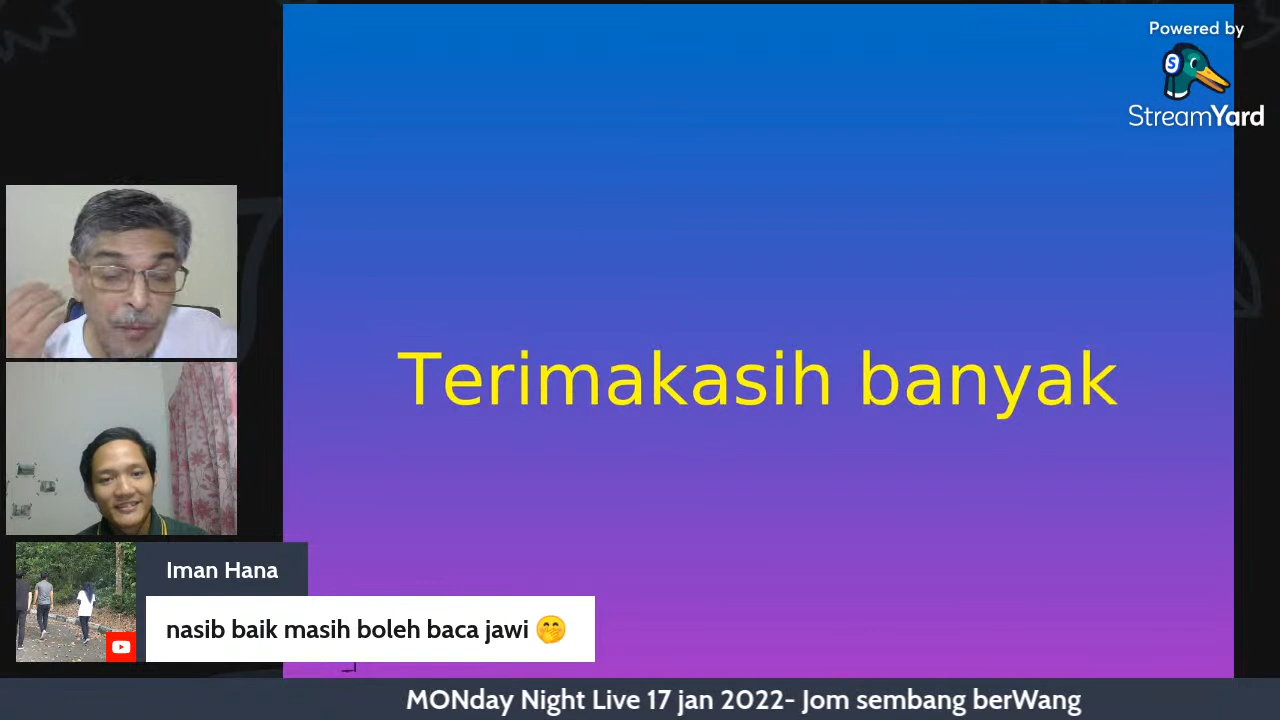 Powered by
StreamYard
Terimakasih banyak
Iman Hana
nasib baik masih boleh baca jawi 🤭
MONday Night Live 17 jan 2022- Jom sembang berWang